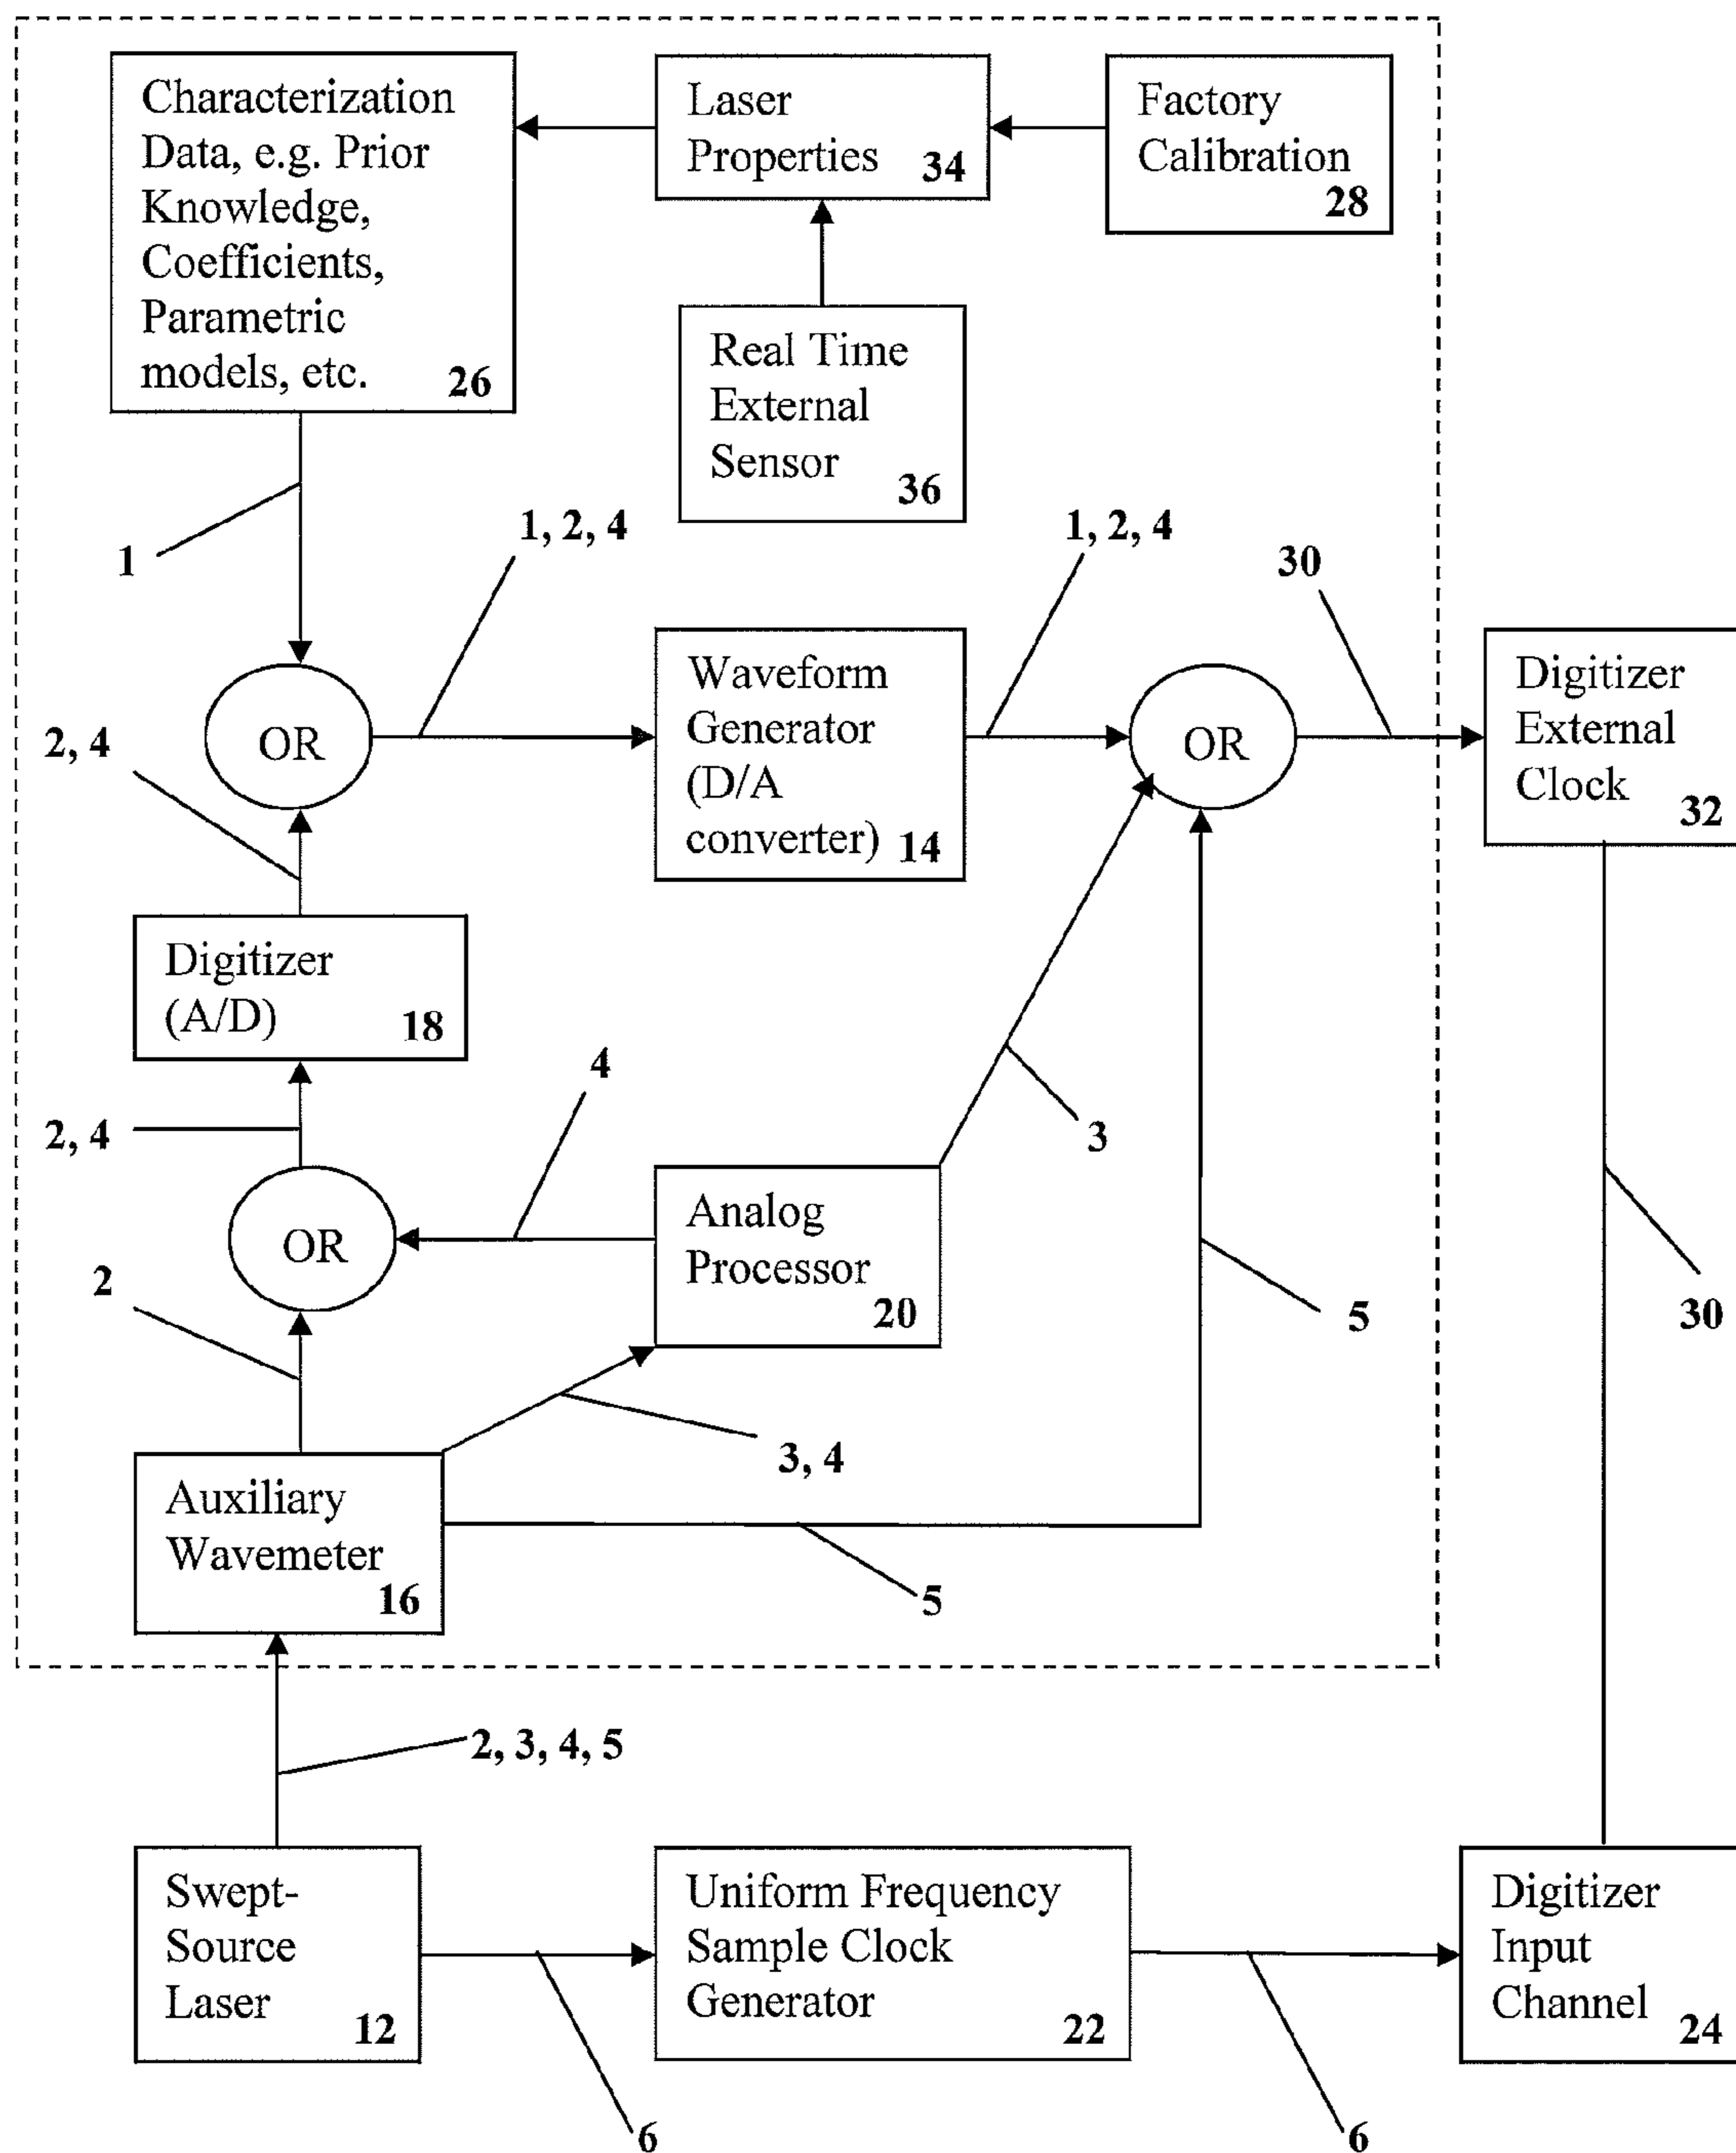 Characterization
Data, e.g. Prior
Knowledge,
Coefficients,
Parametric
models, etc.
26
Laser
Properties
34
Factory
Calibration
28
Real Time
External
Sensor
36
1
1, 2, 4
1, 2, 4
30
OR
Waveform
Generator
(D/A
converter)
14
OR
Digitizer
External
Clock
32
2, 4
Digitizer
(A/D)
18
4
3
2, 4
OR
Analog
Processor
20
2
5
30
3, 4
Auxiliary
Wavemeter
16
5
2, 3, 4, 5
Swept-
Source
Laser
12
Uniform Frequency
Sample Clock
Generator
22
Digitizer
Input
Channel
24
6
6